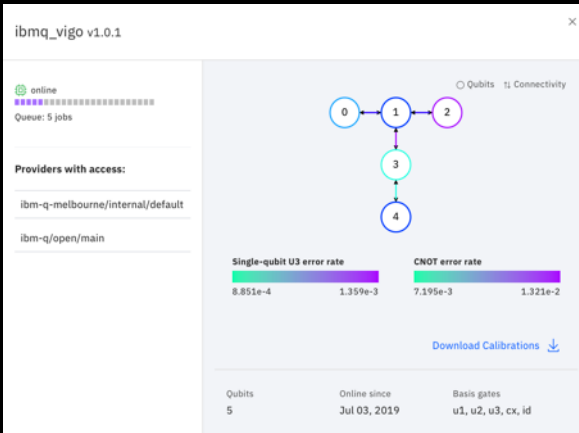 ibmq_vigo v1.0.1
online
Queue: 5 jobs
Providers with access:
ibm-q-melbourne/internal/default
ibm-q/open/main
Qubits Connectivity
0 1 2
3
4
Single-qubit U3 error rate
8.851e-4 1.359e-3
CNOT error rate
7.195e-3 1.321e-2
Download Calibrations
Qubits
5
Online since
Jul 03, 2019
Basis gates
u1, u2, u3, cx, id